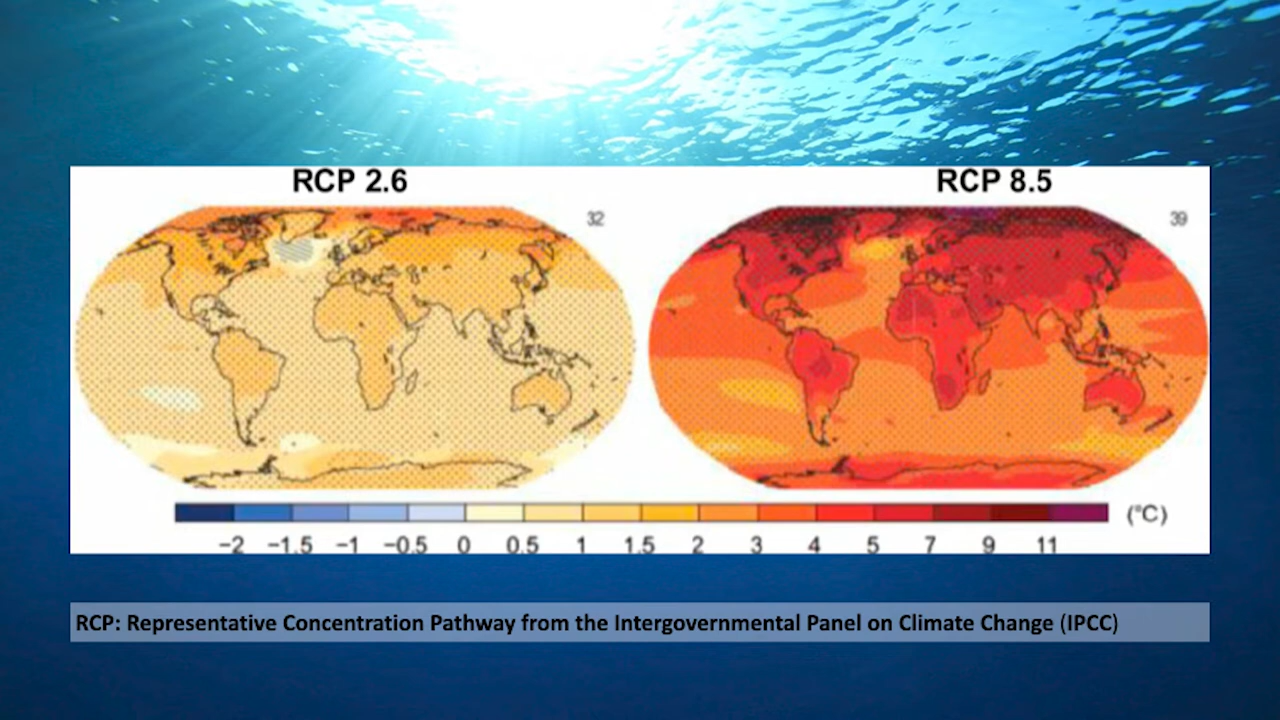 RCP 2.6
RCP 8.5
32
39
(°C)
−2 −1.5 −1 −0.5 0 0.5 1 1.5 2 3 4 5 7 9 11
RCP: Representative Concentration Pathway from the Intergovernmental Panel on Climate Change (IPCC)